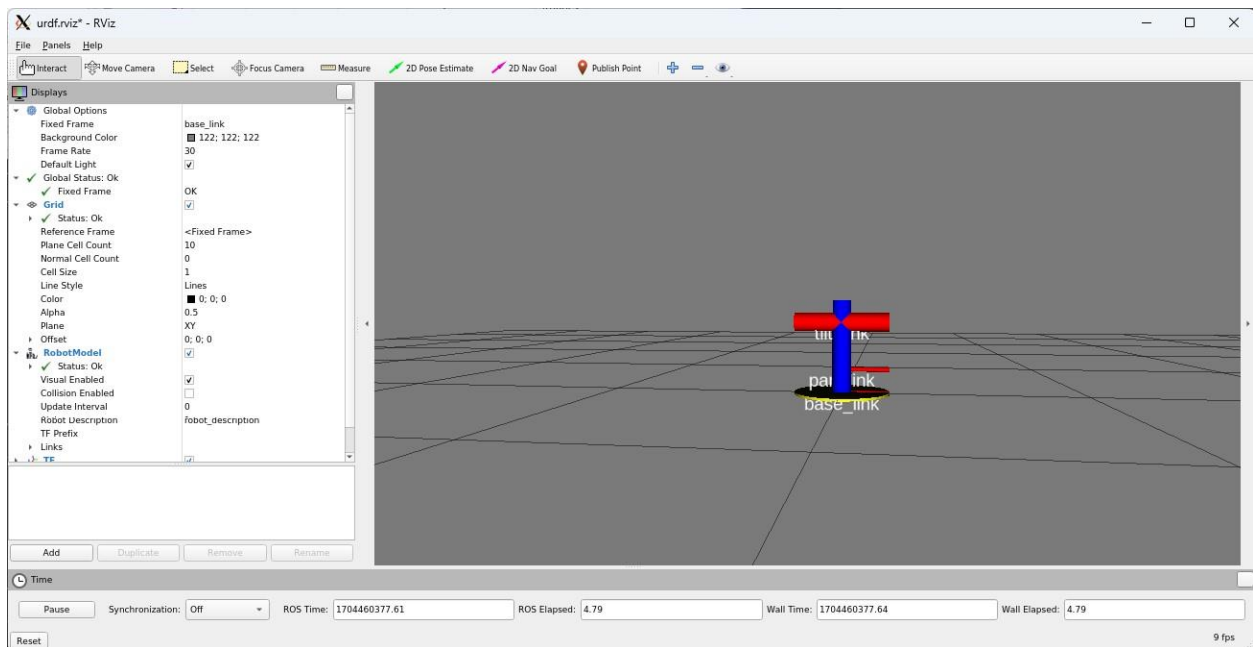 urdf.rviz* - RViz
File Panels Help
Interact Move Camera Select Focus Camera Measure 2D Pose Estimate 2D Nav Goal Publish Point
Displays
Global Options
Fixed Frame base_link
Background Color 122; 122; 122
Frame Rate 30
Default Light
Global Status: Ok
Fixed Frame OK
Grid
Status: Ok
Reference Frame <Fixed Frame>
Plane Cell Count 10
Normal Cell Count 0
Cell Size 1
Line Style Lines
Color 0; 0; 0
Alpha 0.5
Plane XY
Offset 0; 0; 0
RobotModel
Status: Ok
Visual Enabled
Collision Enabled
Update Interval 0
Robot Description robot_description
TF Prefix
Links
TF
base_link
Add Duplicate Remove Rename
Time
Pause Synchronization: Off ROS Time: 1704460377.61 ROS Elapsed: 4.79 Wall Time: 1704460377.64 Wall Elapsed: 4.79
Reset 9 fps